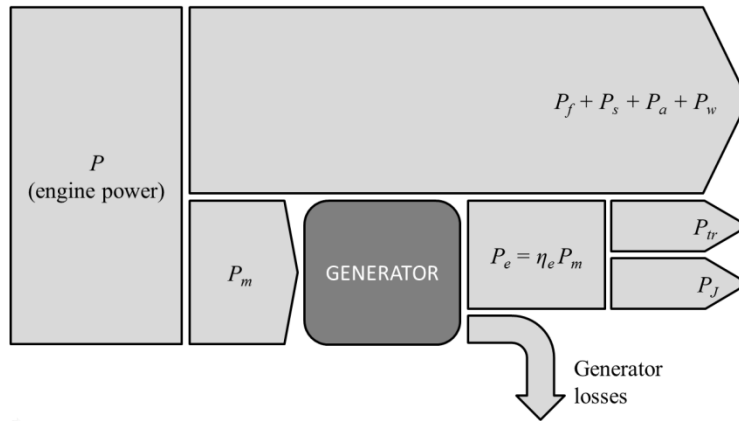 P_f + P_s + P_a + P_w
P
(engine power)
P_m
GENERATOR
P_e = η_e P_m
P_tr
P_J
Generator
losses